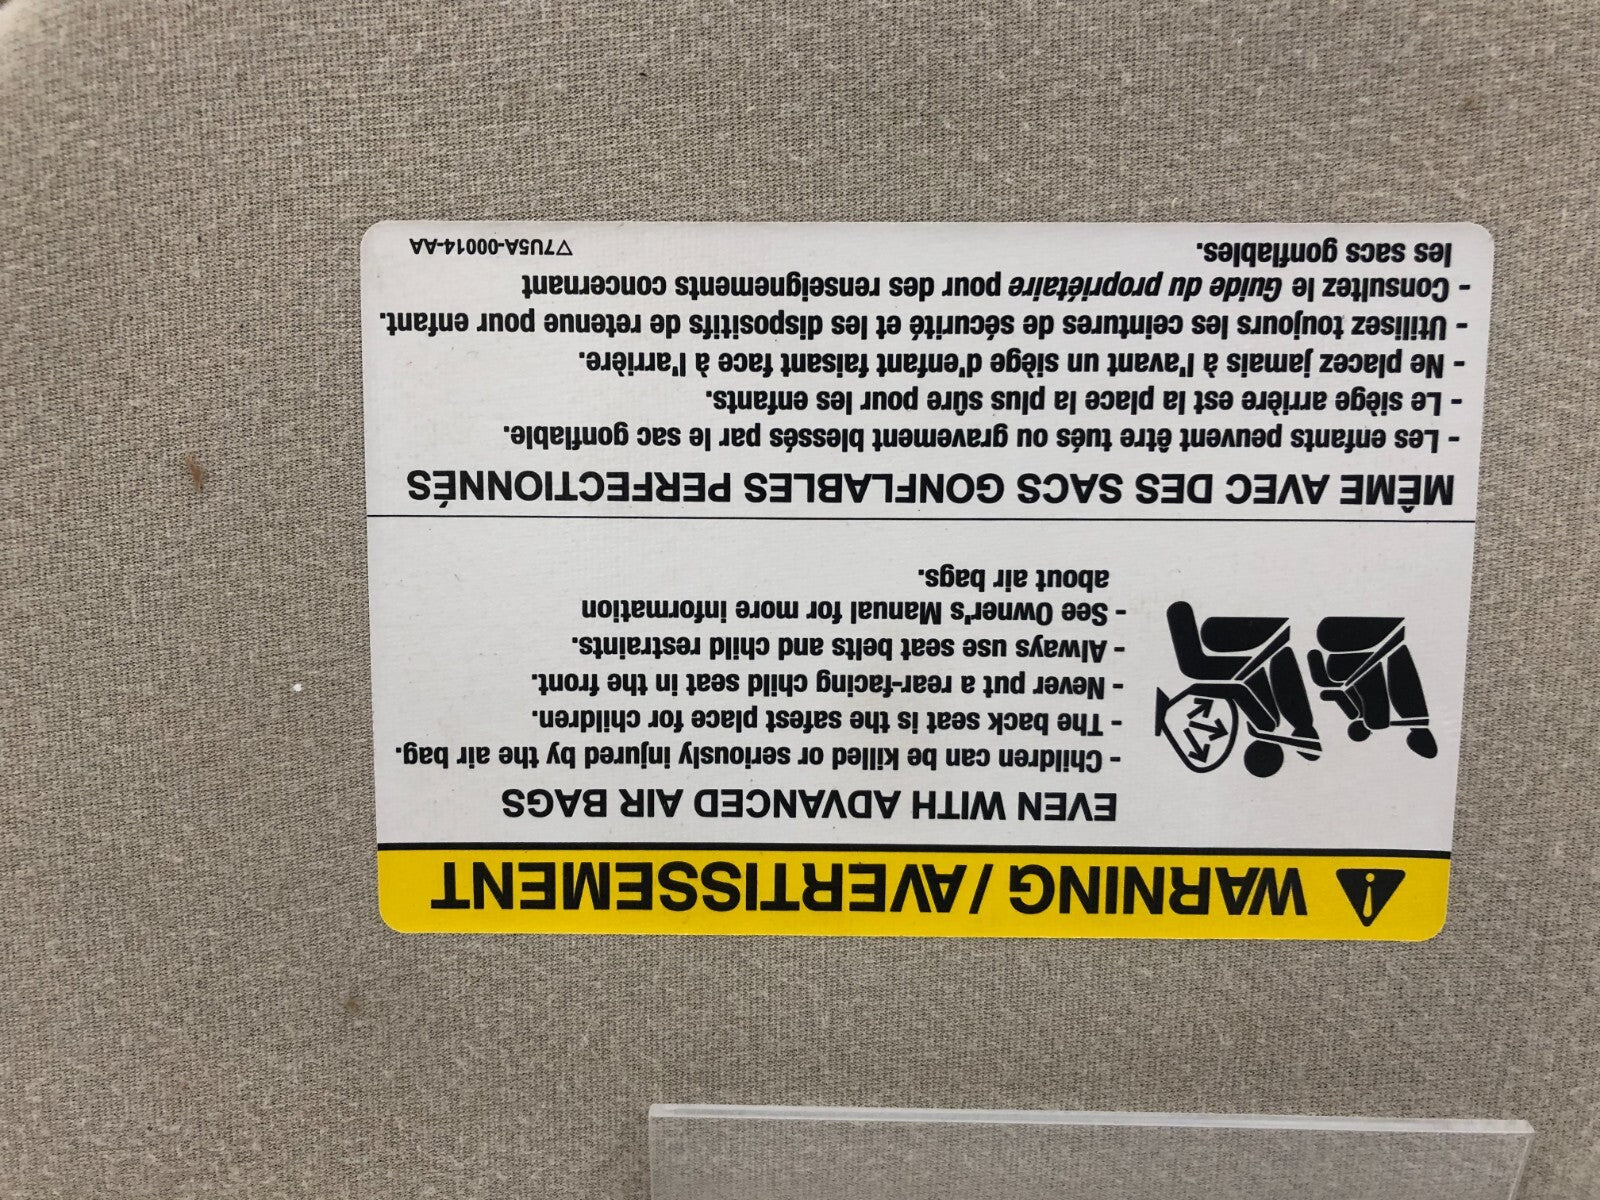 WARNING / AVERTISSEMENT
EVEN WITH ADVANCED AIR BAGS
- Children can be killed or seriously injured by the air bag.
- The back seat is the safest place for children.
- Never put a rear-facing child seat in the front.
- Always use seat belts and child restraints.
- See Owner's Manual for more information
about air bags.
MÊME AVEC DES SACS GONFLABLES PERFECTIONNÉS
- Les enfants peuvent être tués ou gravement blessés par le sac gonflable.
- Le siège arrière est la place la plus sûre pour les enfants.
- Ne placez jamais à l'avant un siège d'enfant faisant face à l'arrière.
- Utilisez toujours les ceintures de sécurité et les dispositifs de retenue pour enfant.
- Consultez le Guide du propriétaire pour des renseignements concernant
les sacs gonflables.
▽7U5A-00014-AA